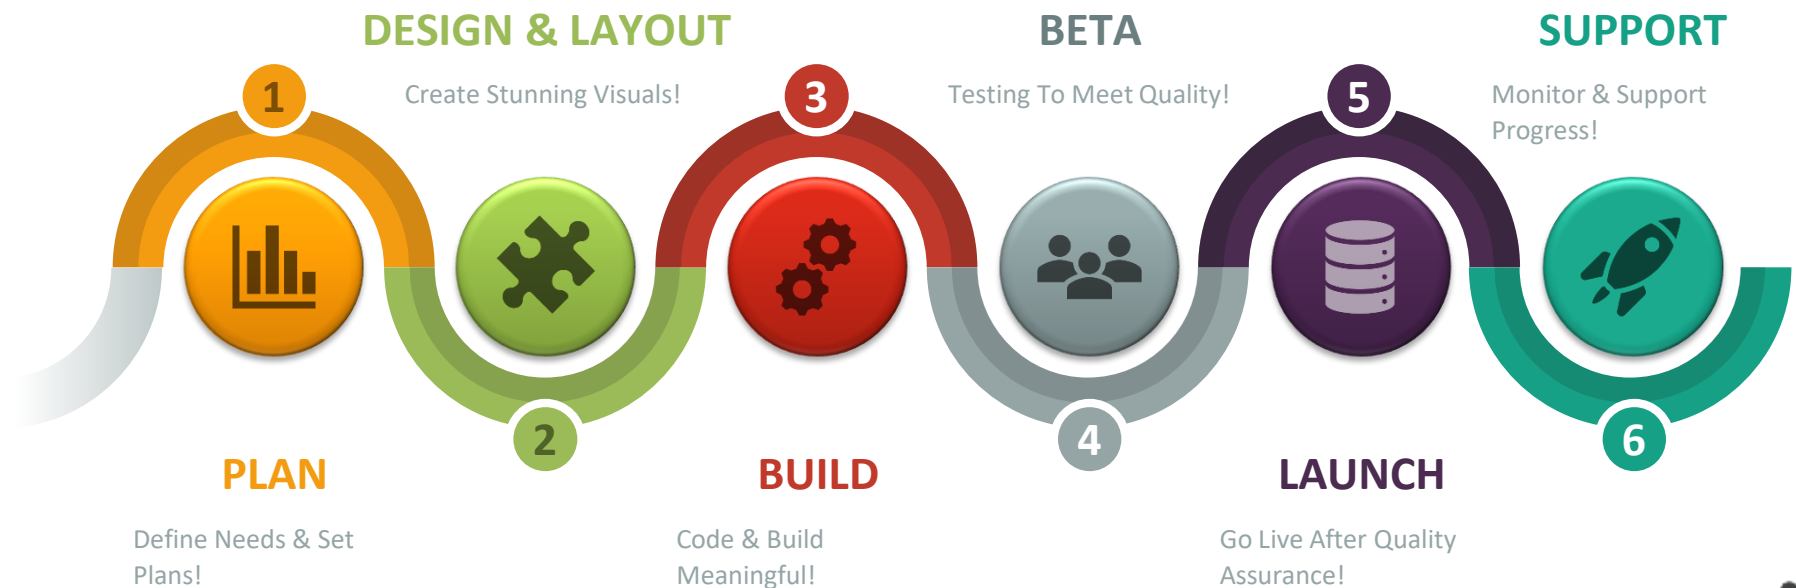 DESIGN & LAYOUT
BETA
SUPPORT
1
Create Stunning Visuals!
3
Testing To Meet Quality!
5
Monitor & Support
Progress!
2
4
6
PLAN
BUILD
LAUNCH
Define Needs & Set
Plans!
Code & Build
Meaningful!
Go Live After Quality
Assurance!